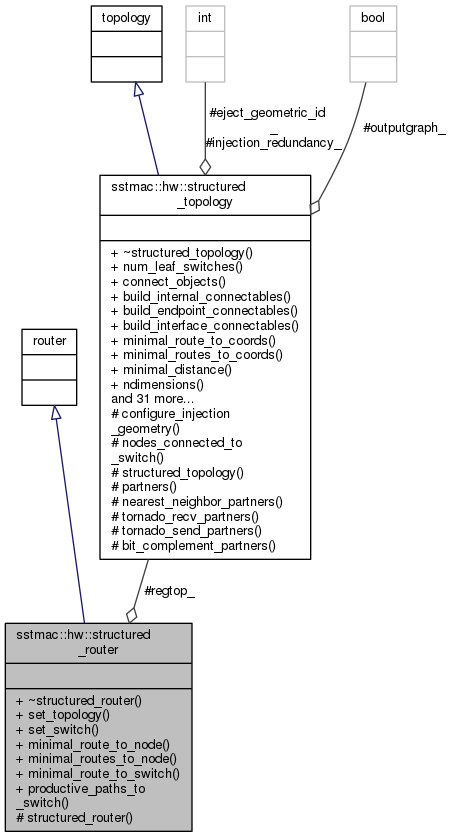 topology
int
bool
#eject_geometric_id
_
#injection_redundancy_
#outputgraph_
sstmac::hw::structured
_topology
+ ~structured_topology()
+ num_leaf_switches()
+ connect_objects()
+ build_internal_connectables()
+ build_endpoint_connectables()
+ build_interface_connectables()
+ minimal_route_to_coords()
+ minimal_routes_to_coords()
+ minimal_distance()
+ ndimensions()
and 31 more...
# configure_injection
_geometry()
# nodes_connected_to
_switch()
# structured_topology()
# partners()
# nearest_neighbor_partners()
# tornado_recv_partners()
# tornado_send_partners()
# bit_complement_partners()
router
#regtop_
sstmac::hw::structured
_router
+ ~structured_router()
+ set_topology()
+ set_switch()
+ minimal_route_to_node()
+ minimal_routes_to_node()
+ minimal_route_to_switch()
+ productive_paths_to
_switch()
# structured_router()